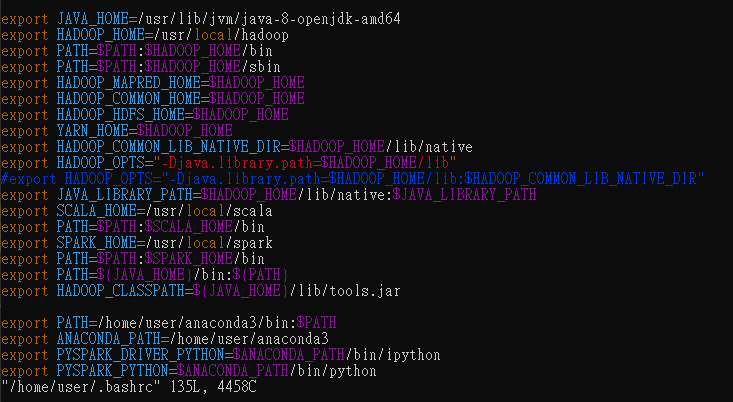 export JAVA_HOME=/usr/lib/jvm/java-8-openjdk-amd64
export HADOOP_HOME=/usr/local/hadoop
export PATH=$PATH:$HADOOP_HOME/bin
export PATH=$PATH:$HADOOP_HOME/sbin
export HADOOP_MAPRED_HOME=$HADOOP_HOME
export HADOOP_COMMON_HOME=$HADOOP_HOME
export HADOOP_HDFS_HOME=$HADOOP_HOME
export YARN_HOME=$HADOOP_HOME
export HADOOP_COMMON_LIB_NATIVE_DIR=$HADOOP_HOME/lib/native
export HADOOP_OPTS="-Djava.library.path=$HADOOP_HOME/lib"
#export HADOOP_OPTS="-Djava.library.path=$HADOOP_HOME/lib:$HADOOP_COMMON_LIB_NATIVE_DIR"
export JAVA_LIBRARY_PATH=$HADOOP_HOME/lib/native:$JAVA_LIBRARY_PATH
export SCALA_HOME=/usr/local/scala
export PATH=$PATH:$SCALA_HOME/bin
export SPARK_HOME=/usr/local/spark
export PATH=$PATH:$SPARK_HOME/bin
export PATH=${JAVA_HOME}/bin:${PATH}
export HADOOP_CLASSPATH=${JAVA_HOME}/lib/tools.jar
export PATH=/home/user/anaconda3/bin:$PATH
export ANACONDA_PATH=/home/user/anaconda3
export PYSPARK_DRIVER_PYTHON=$ANACONDA_PATH/bin/ipython
export PYSPARK_PYTHON=$ANACONDA_PATH/bin/python
"/home/user/.bashrc" 135L, 4458C